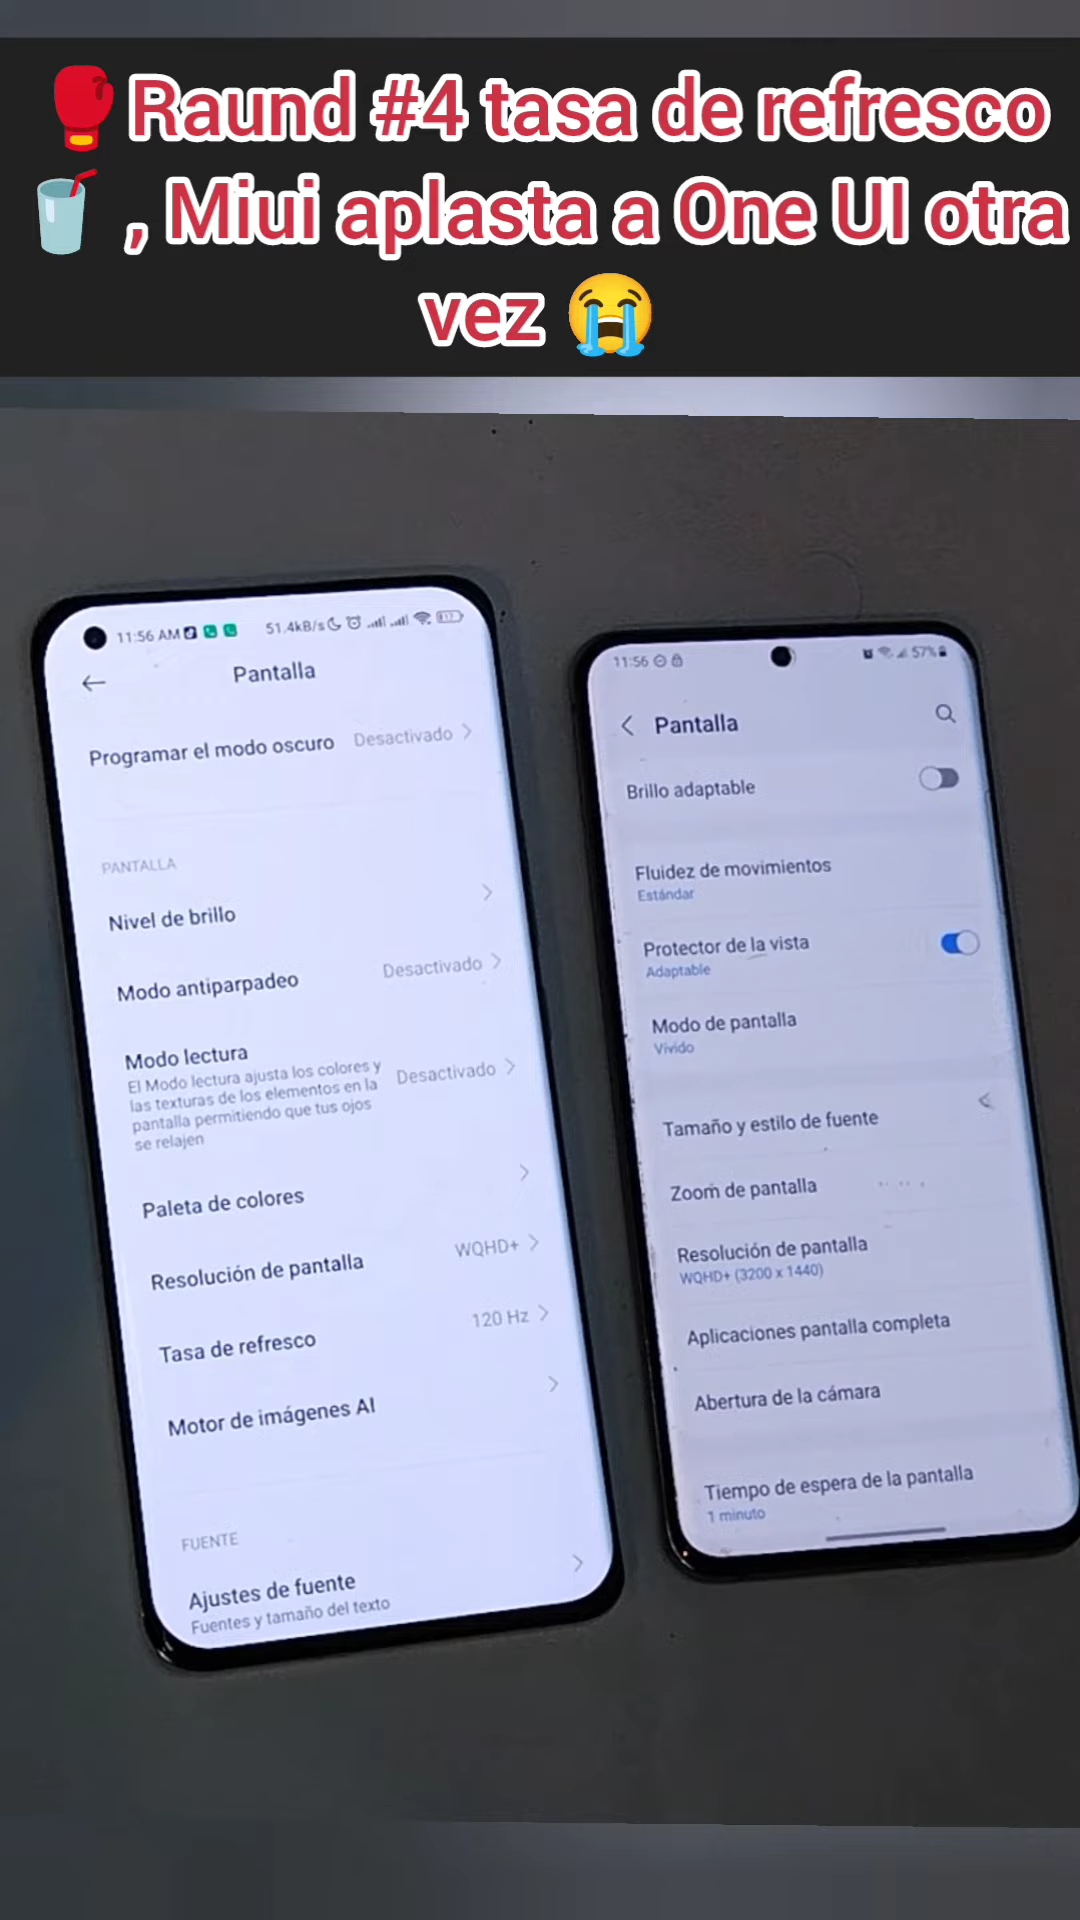 🥊Raund #4 tasa de refresco
🥤, Miui aplasta a One UI otra
vez 😭
11:56 AM
51.4kB/s
Pantalla
Programar el modo oscuro
Desactivado
PANTALLA
Nivel de brillo
Modo antiparpadeo
Desactivado
Modo lectura
El Modo lectura ajusta los colores y
las texturas de los elementos en la
pantalla permitiendo que tus ojos
se relajen
Desactivado
Paleta de colores
Resolución de pantalla
WQHD+
Tasa de refresco
120 Hz
Motor de imágenes AI
FUENTE
Ajustes de fuente
Fuentes y tamaño del texto
11:56
57%
Pantalla
Brillo adaptable
Fluidez de movimientos
Estándar
Protector de la vista
Adaptable
Modo de pantalla
Vívido
Tamaño y estilo de fuente
Zoom de pantalla
Resolución de pantalla
WQHD+ (3200 x 1440)
Aplicaciones pantalla completa
Abertura de la cámara
Tiempo de espera de la pantalla
1 minuto